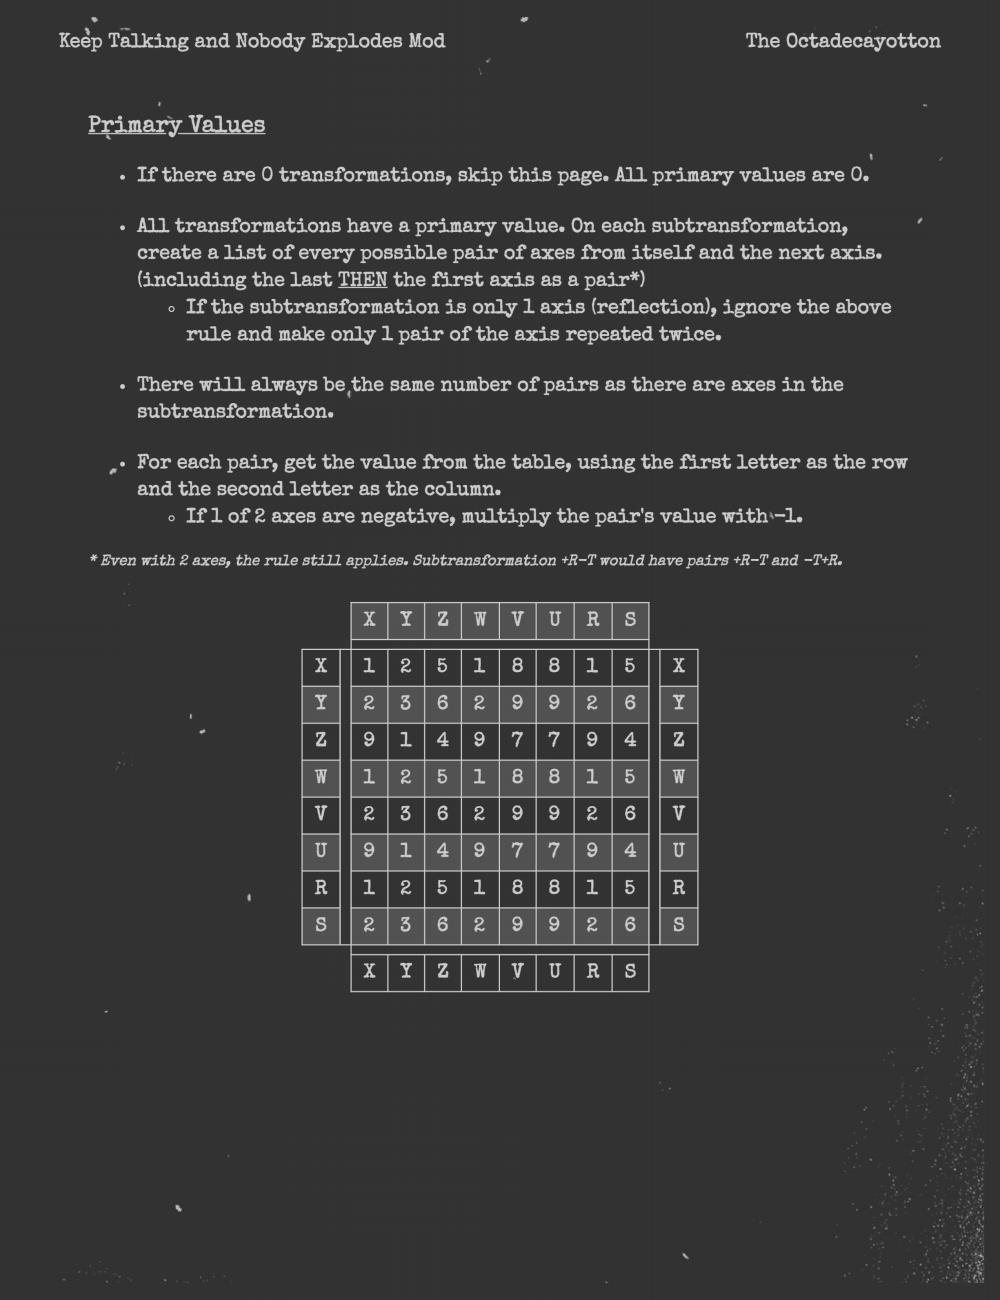 Keep Talking and Nobody Explodes Mod The Octadecayotton
Primary Values
• If there are 0 transformations, skip this page. All primary values are 0.
• All transformations have a primary value. On each subtransformation,
create a list of every possible pair of axes from itself and the next axis.
(including the last THEN the first axis as a pair*)
◦ If the subtransformation is only 1 axis (reflection), ignore the above
rule and make only 1 pair of the axis repeated twice.
• There will always be the same number of pairs as there are axes in the
subtransformation.
• For each pair, get the value from the table, using the first letter as the row
and the second letter as the column.
◦ If 1 of 2 axes are negative, multiply the pair's value with -1.
* Even with 2 axes, the rule still applies. Subtransformation +R-T would have pairs +R-T and -T+R.
X Y Z W V U R S
X 1 2 5 1 8 8 1 5 X
Y 2 3 6 2 9 9 2 6 Y
Z 9 1 4 9 7 7 9 4 Z
W 1 2 5 1 8 8 1 5 W
V 2 3 6 2 9 9 2 6 V
U 9 1 4 9 7 7 9 4 U
R 1 2 5 1 8 8 1 5 R
S 2 3 6 2 9 9 2 6 S
X Y Z W V U R S